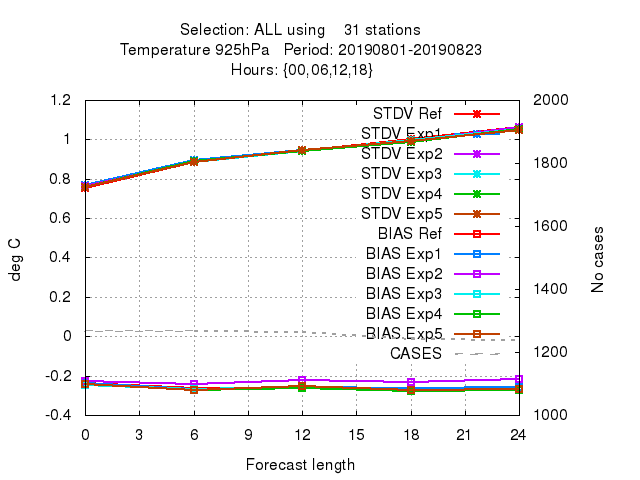 Selection: ALL using 31 stations
Temperature 925hPa Period: 20190801-20190823
Hours: {00,06,12,18}
1.2
1
0.8
0.6
0.4
0.2
0
-0.2
-0.4
deg C
2000
1800
1600
1400
1200
1000
No cases
STDV Ref
STDV Exp1
STDV Exp2
STDV Exp3
STDV Exp4
STDV Exp5
BIAS Ref
BIAS Exp1
BIAS Exp2
BIAS Exp3
BIAS Exp4
BIAS Exp5
CASES
0 3 6 9 12 15 18 21 24
Forecast length